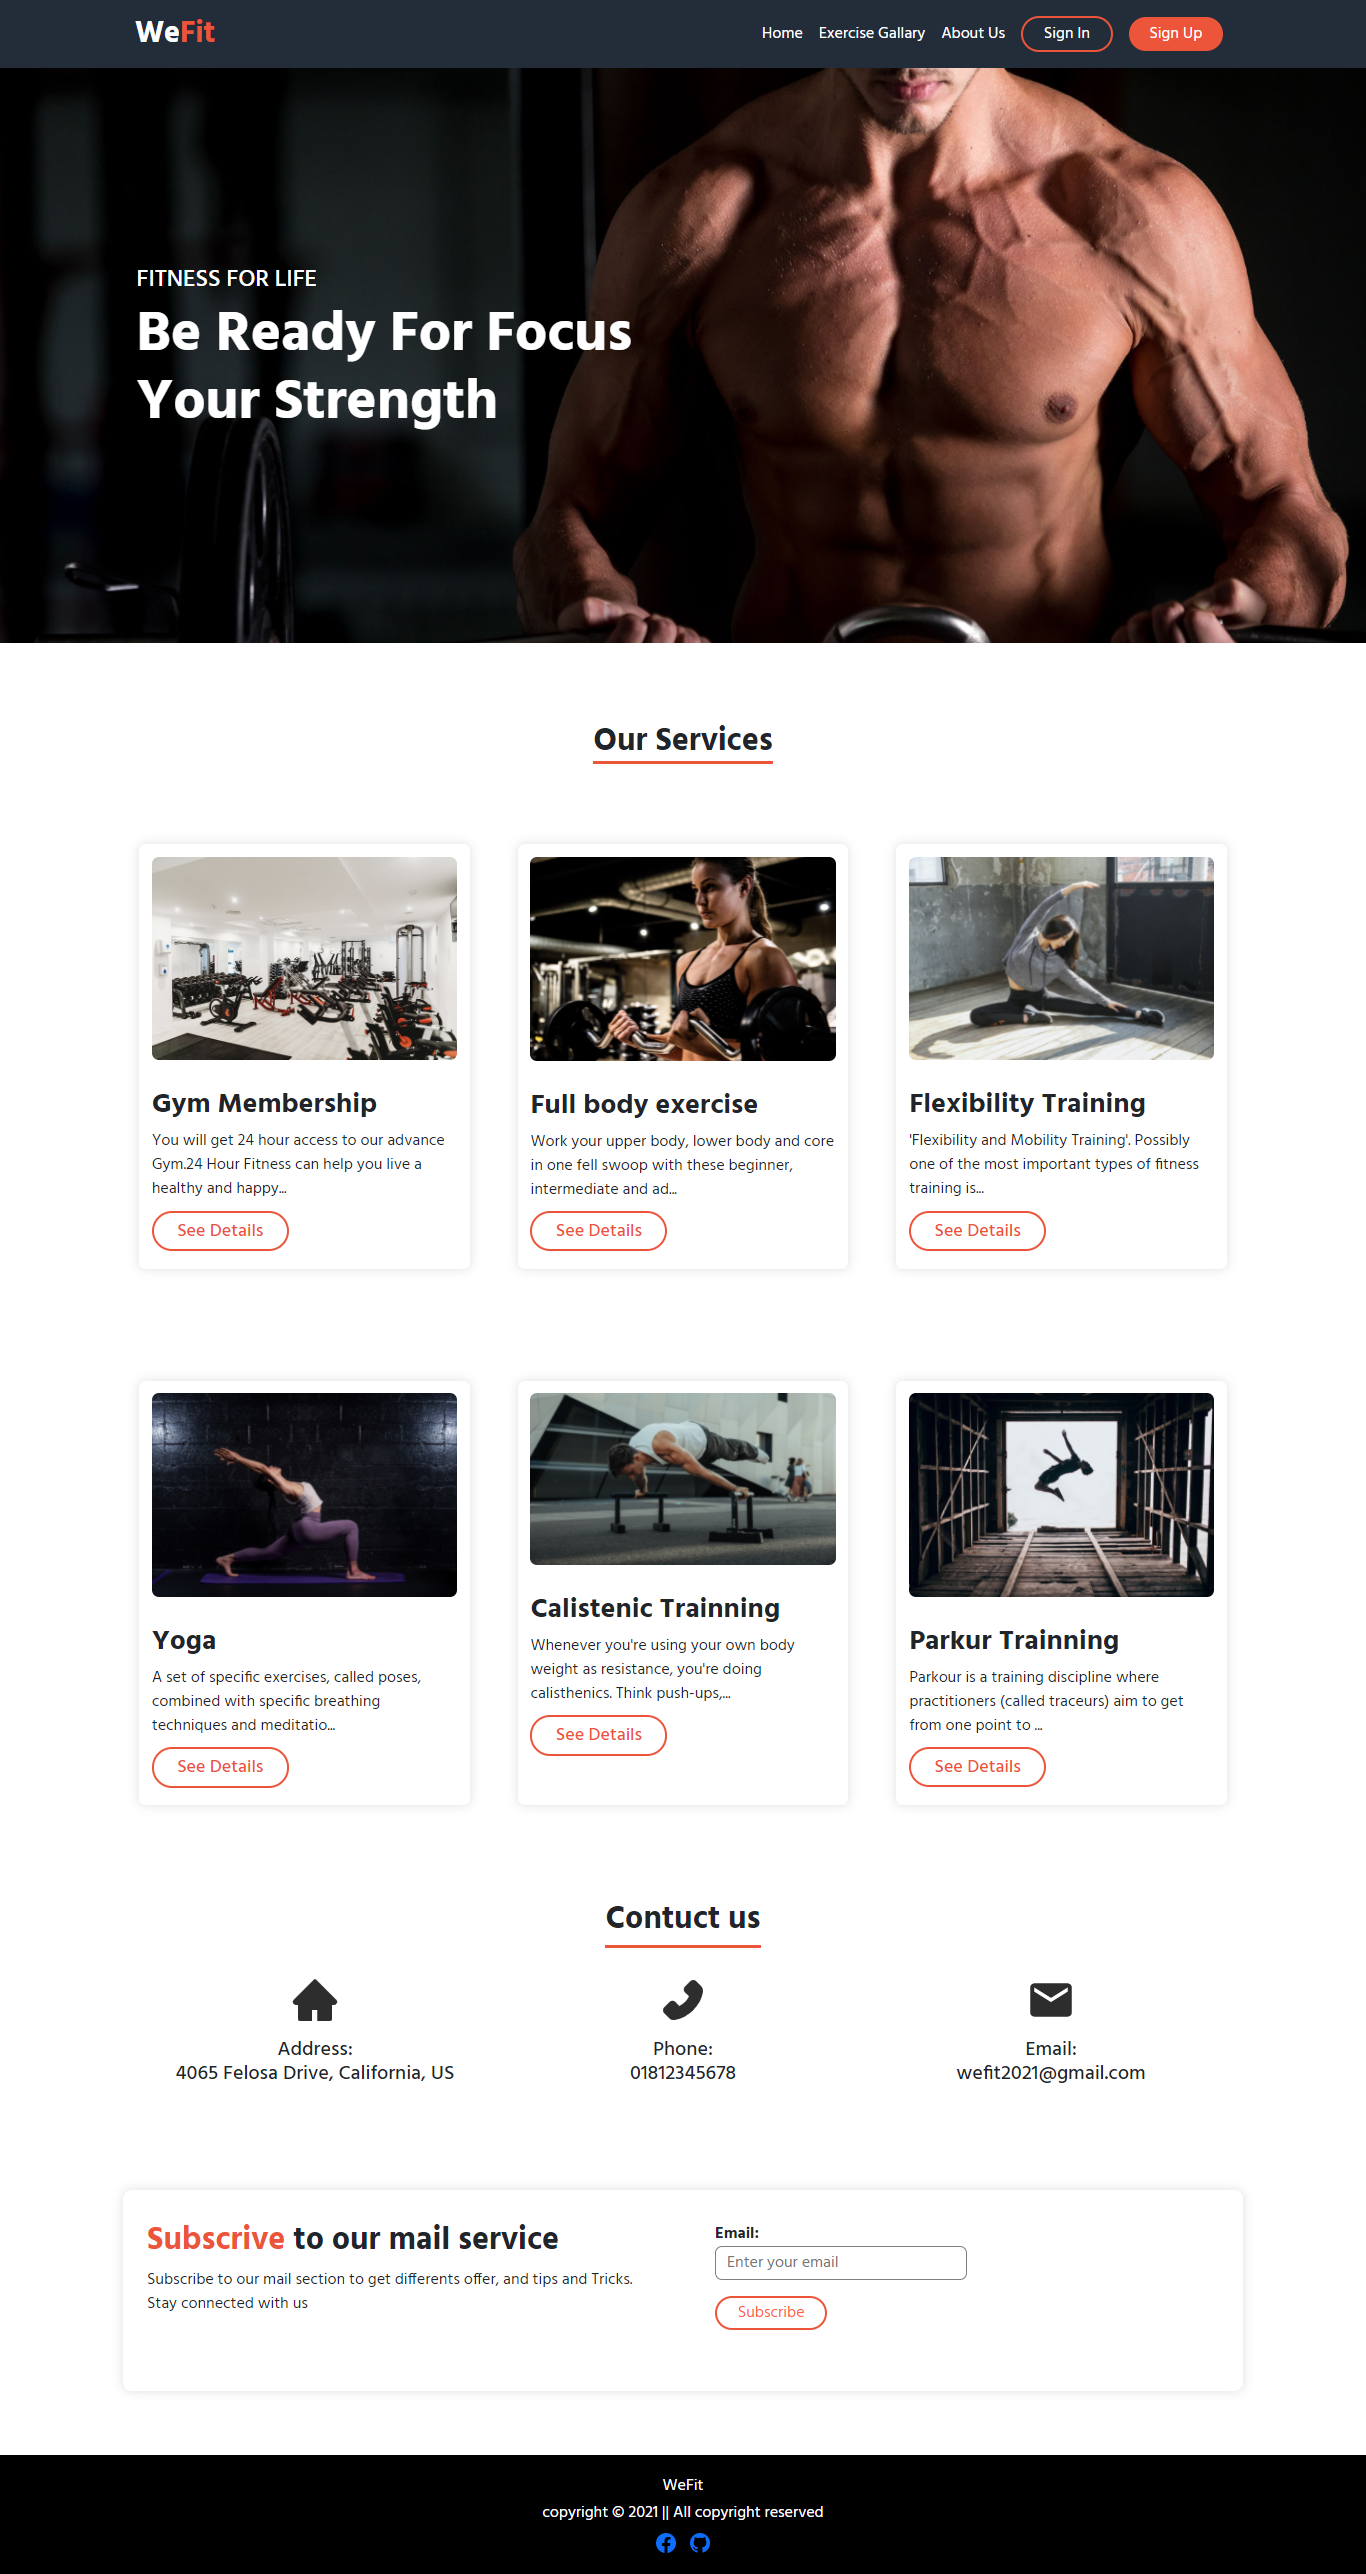 WeFit
Home Exercise Gallary About Us Sign In Sign Up
FITNESS FOR LIFE
Be Ready For Focus
Your Strength
Our Services
Gym Membership
You will get 24 hour access to our advance
Gym.24 Hour Fitness can help you live a
healthy and happy...
See Details
Full body exercise
Work your upper body, lower body and core
in one fell swoop with these beginner,
intermediate and ad...
See Details
Flexibility Training
'Flexibility and Mobility Training'. Possibly
one of the most important types of fitness
training is...
See Details
Yoga
A set of specific exercises, called poses,
combined with specific breathing
techniques and meditatio...
See Details
Calistenic Trainning
Whenever you're using your own body
weight as resistance, you're doing
calisthenics. Think push-ups,...
See Details
Parkur Trainning
Parkour is a training discipline where
practitioners (called traceurs) aim to get
from one point to ...
See Details
Contuct us
Address:
4065 Felosa Drive, California, US
Phone:
01812345678
Email:
wefit2021@gmail.com
Subscrive to our mail service
Subscribe to our mail section to get differents offer, and tips and Tricks.
Stay connected with us
Email:
Enter your email
Subscribe
WeFit
copyright © 2021 || All copyright reserved